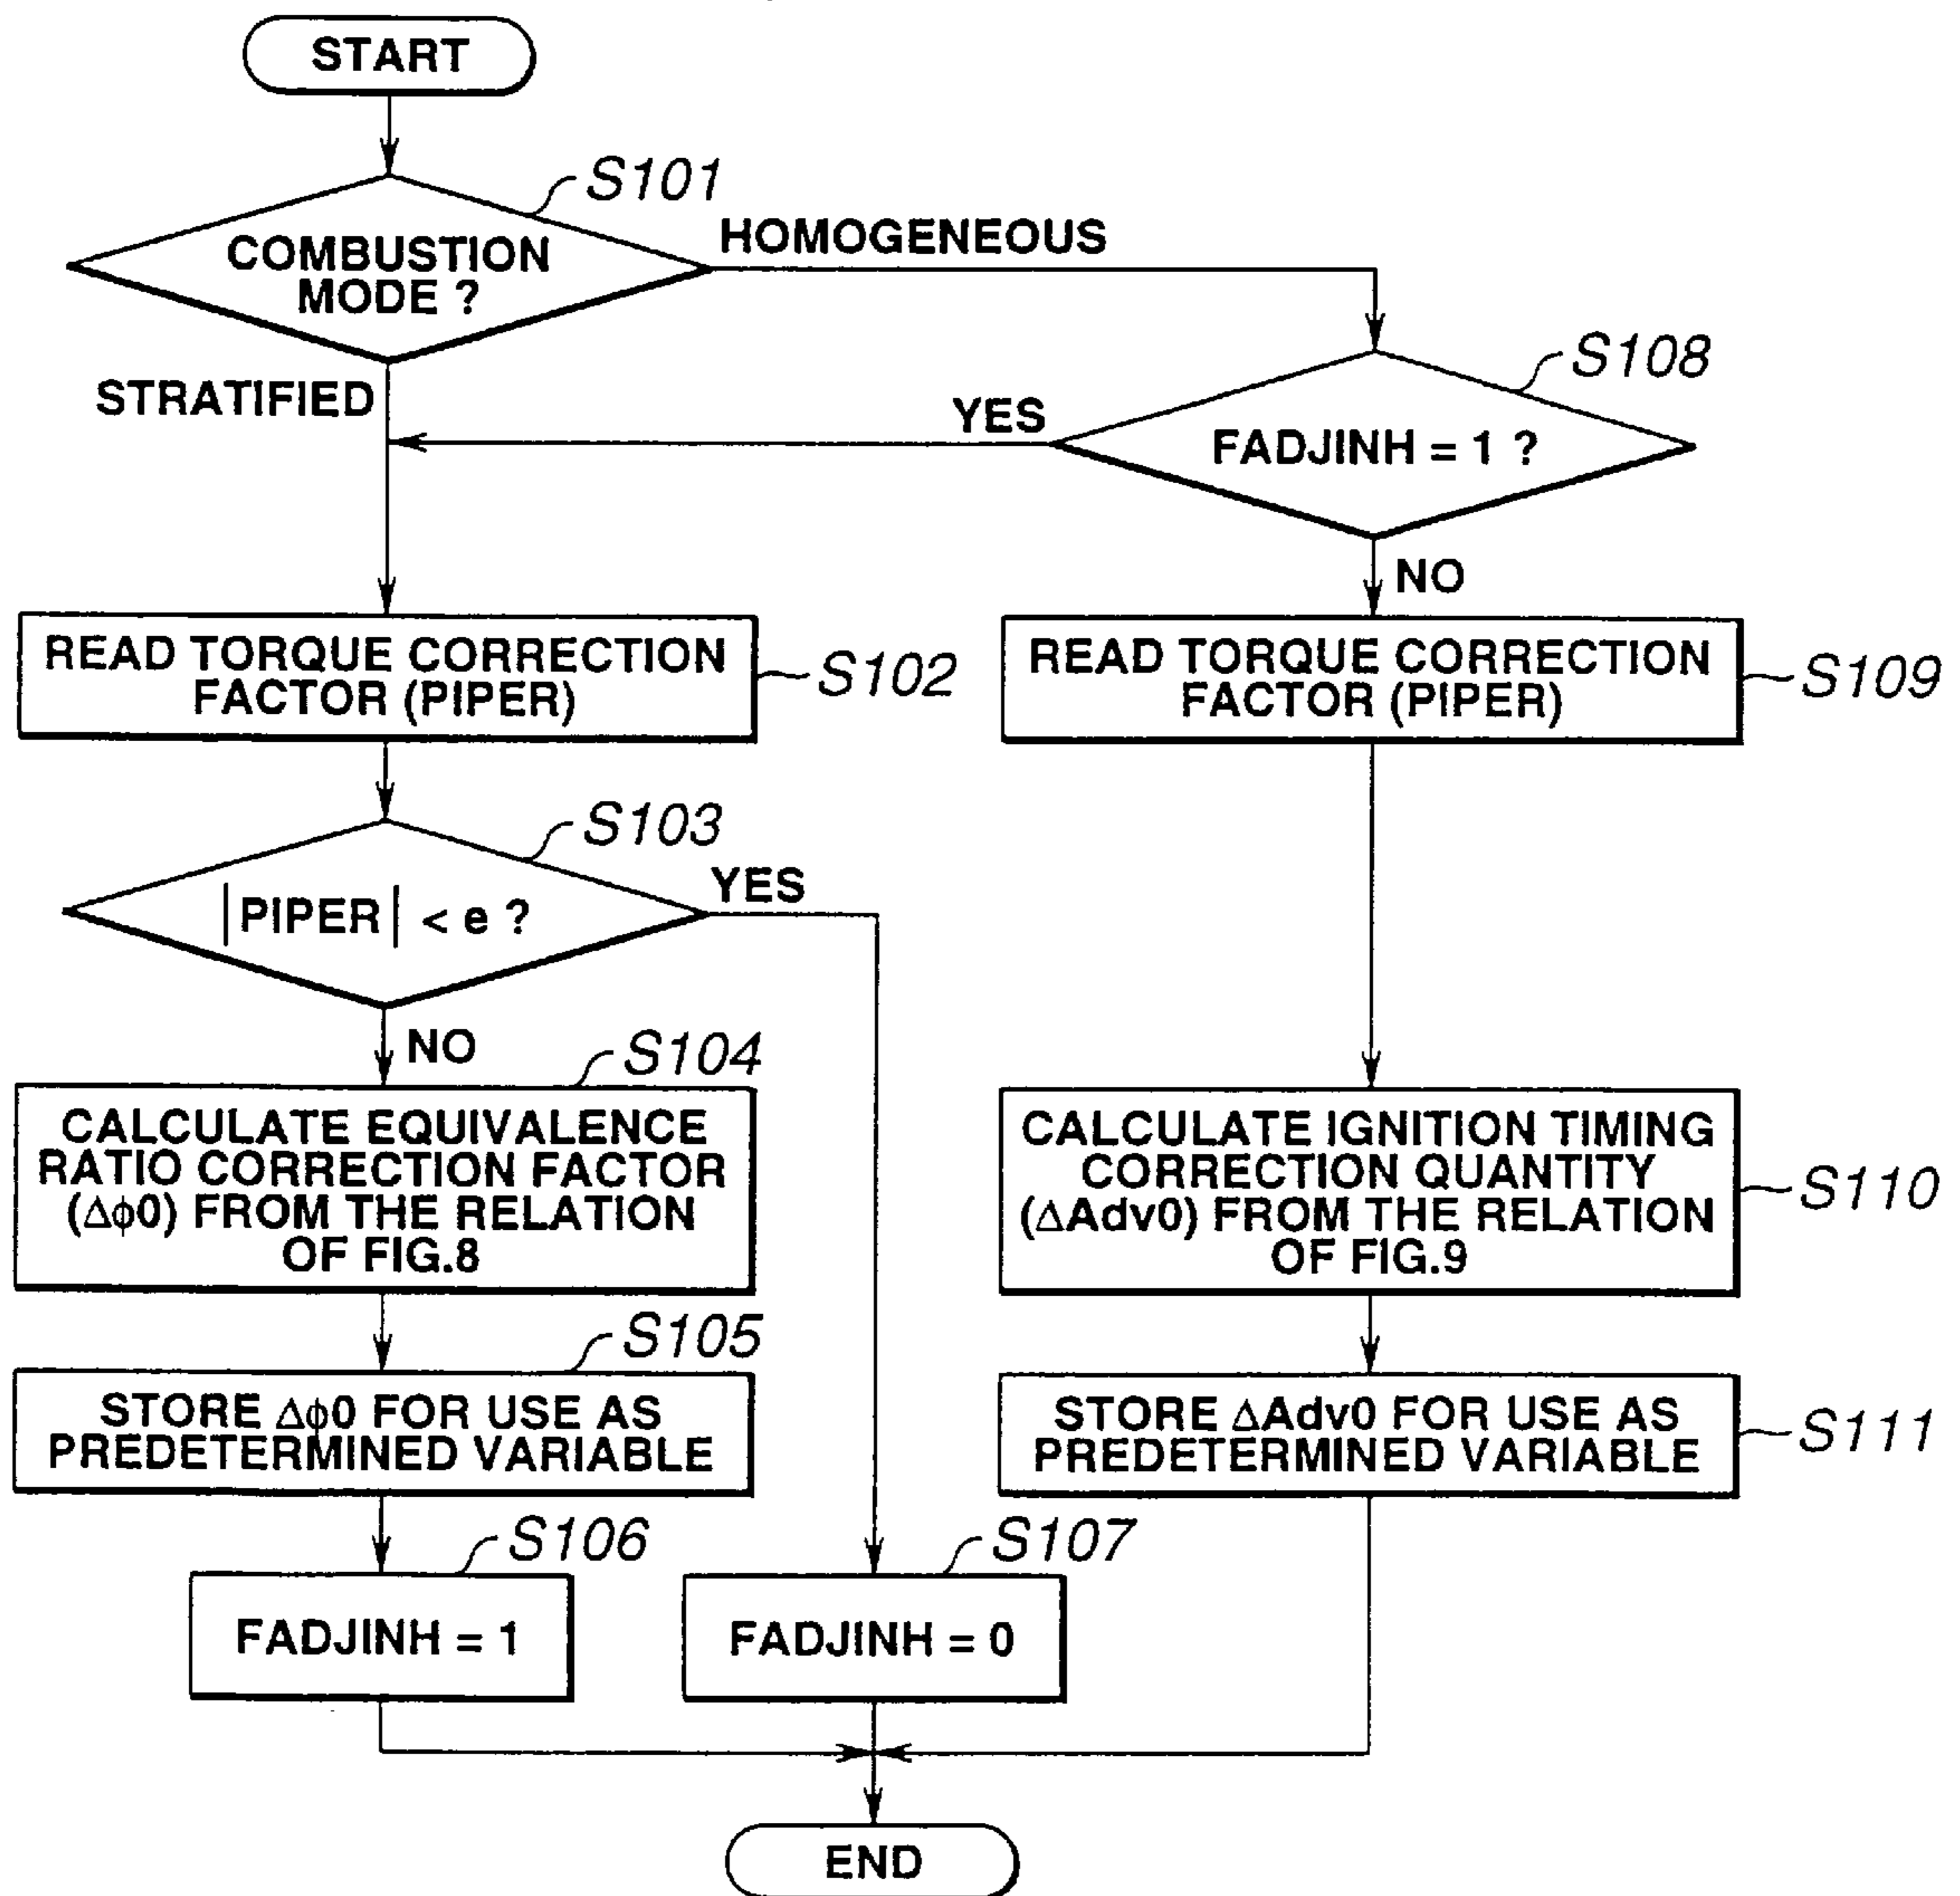 START
S101
COMBUSTION
MODE ?
HOMOGENEOUS
STRATIFIED
S108
FADJINH = 1 ?
YES
NO
READ TORQUE CORRECTION
FACTOR (PIPER)
S102
READ TORQUE CORRECTION
FACTOR (PIPER)
S109
S103
|PIPER| < e ?
YES
NO
S104
CALCULATE EQUIVALENCE
RATIO CORRECTION FACTOR
(Δϕ0) FROM THE RELATION
OF FIG.8
CALCULATE IGNITION TIMING
CORRECTION QUANTITY
(ΔAdv0) FROM THE RELATION
OF FIG.9
S110
S105
STORE Δϕ0 FOR USE AS
PREDETERMINED VARIABLE
STORE ΔAdv0 FOR USE AS
PREDETERMINED VARIABLE
S111
S106
FADJINH = 1
S107
FADJINH = 0
END